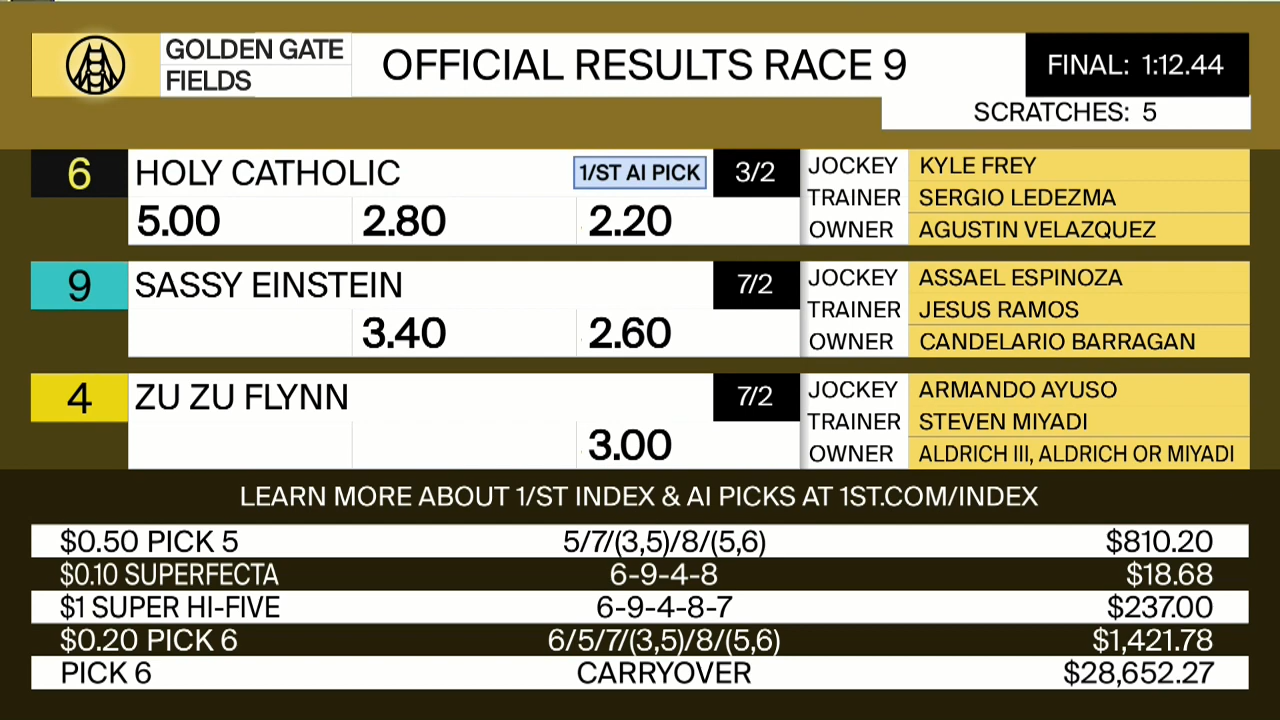 GOLDEN GATE
FIELDS
OFFICIAL RESULTS RACE 9
FINAL: 1:12.44
SCRATCHES: 5
6 HOLY CATHOLIC 1/ST AI PICK 3/2
5.00 2.80 2.20
JOCKEY KYLE FREY
TRAINER SERGIO LEDEZMA
OWNER AGUSTIN VELAZQUEZ
9 SASSY EINSTEIN 7/2
3.40 2.60
JOCKEY ASSAEL ESPINOZA
TRAINER JESUS RAMOS
OWNER CANDELARIO BARRAGAN
4 ZU ZU FLYNN 7/2
3.00
JOCKEY ARMANDO AYUSO
TRAINER STEVEN MIYADI
OWNER ALDRICH III, ALDRICH OR MIYADI
LEARN MORE ABOUT 1/ST INDEX & AI PICKS AT 1ST.COM/INDEX
$0.50 PICK 5 5/7/(3,5)/8/(5,6) $810.20
$0.10 SUPERFECTA 6-9-4-8 $18.68
$1 SUPER HI-FIVE 6-9-4-8-7 $237.00
$0.20 PICK 6 6/5/7/(3,5)/8/(5,6) $1,421.78
PICK 6 CARRYOVER $28,652.27